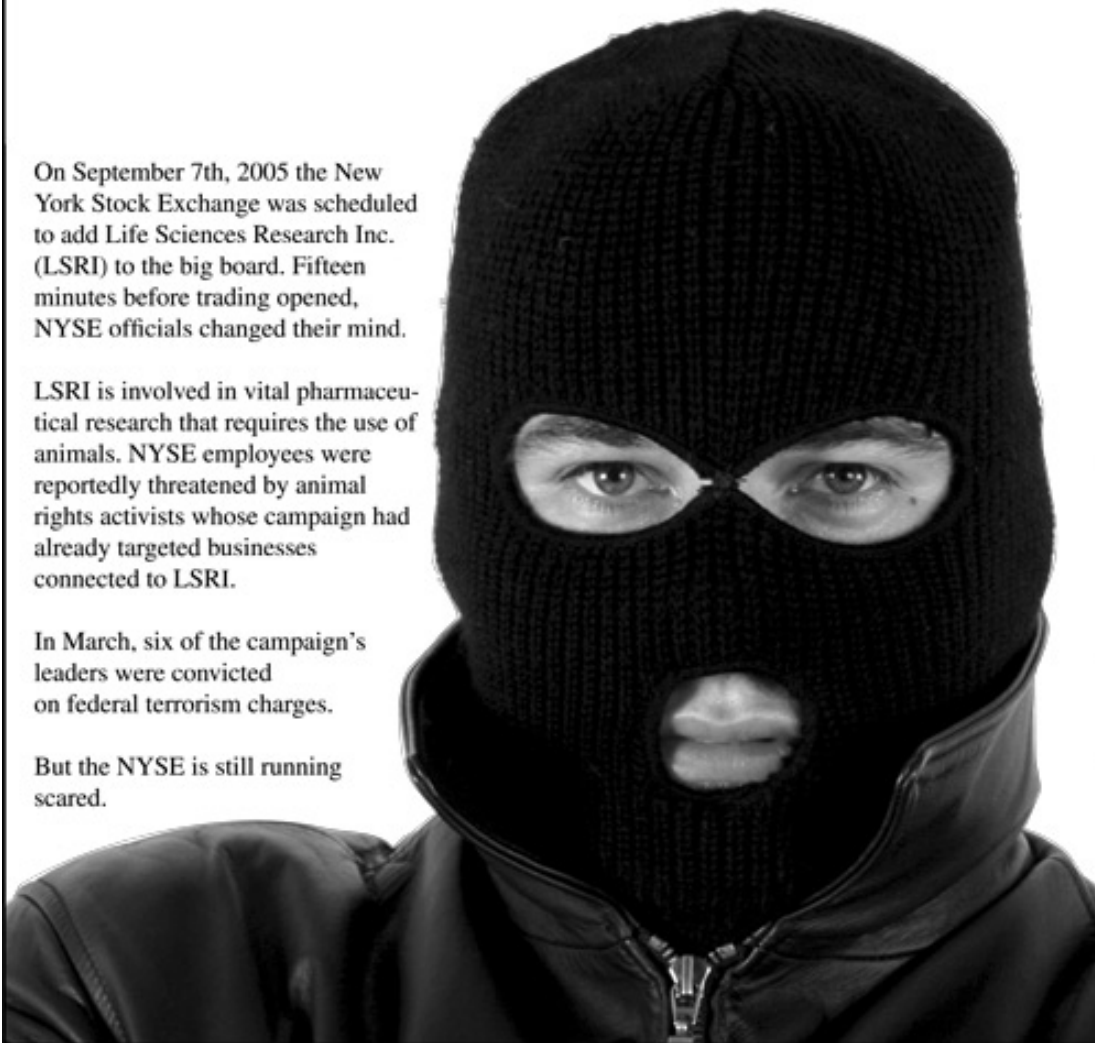 On September 7th, 2005 the New
York Stock Exchange was scheduled
to add Life Sciences Research Inc.
(LSRI) to the big board. Fifteen
minutes before trading opened,
NYSE officials changed their mind.
LSRI is involved in vital pharmaceu-
tical research that requires the use of
animals. NYSE employees were
reportedly threatened by animal
rights activists whose campaign had
already targeted businesses
connected to LSRI.
In March, six of the campaign's
leaders were convicted
on federal terrorism charges.
But the NYSE is still running
scared.